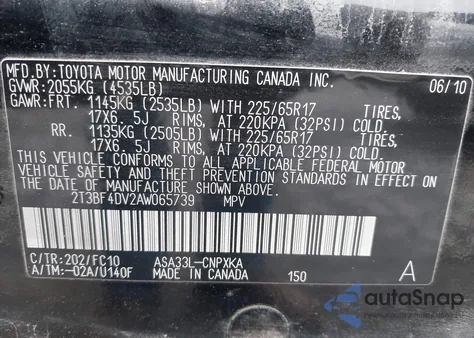 MFD.BY:TOYOTA MOTOR MANUFACTURING CANADA INC. 06/10
GVWR:2055KG (4535LB)
GAWR:FRT. 1145KG (2535LB) WITH 225/65R17 TIRES,
17X6. 5J RIMS, AT 220KPA (32PSI) COLD
RR. 1135KG (2505LB) WITH 225/65R17 TIRES,
17X6. 5J RIMS, AT 220KPA (32PSI) COLD
THIS VEHICLE CONFORMS TO ALL APPLICABLE FEDERAL MOTOR
VEHICLE SAFETY, AND THEFT PREVENTION STANDARDS IN EFFECT ON
THE DATE OF MANUFACTURE SHOWN ABOVE.
2T3BF4DV2AW065739 MPV
C/TR:202/FC10 ASA33L-CNPXKA
A/TM:-02A/U140F MADE IN CANADA 150 A
autoSnap